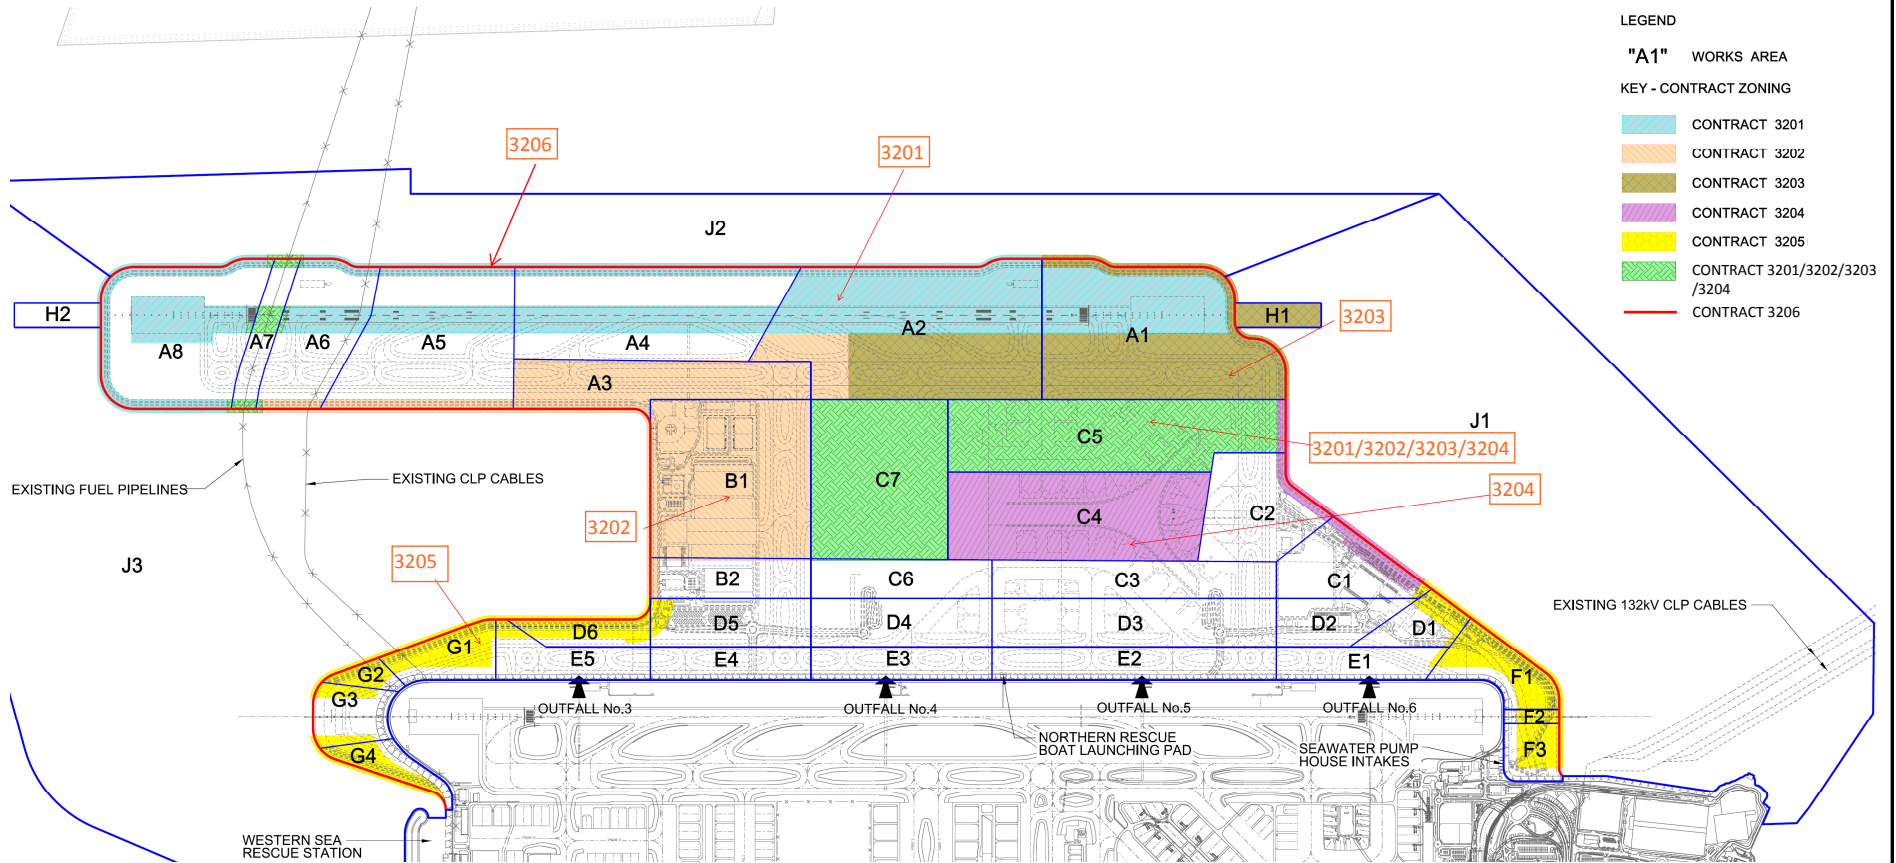 LEGEND
"A1" WORKS AREA
KEY - CONTRACT ZONING
CONTRACT 3201
CONTRACT 3202
CONTRACT 3203
CONTRACT 3204
CONTRACT 3205
CONTRACT 3201/3202/3203
/3204
CONTRACT 3206
3206
3201
J2
H2
A8
A7
A6
A5
A4
A2
A1
H1
3203
A3
J1
C5
3201/3202/3203/3204
EXISTING FUEL PIPELINES
EXISTING CLP CABLES
B1
C7
C4
C2
3204
3202
3205
J3
B2
C6
C3
C1
EXISTING 132kV CLP CABLES
G1
D6
D5
D4
D3
D2
D1
G2
E5
E4
E3
E2
E1
F1
G3
OUTFALL No.3
OUTFALL No.4
OUTFALL No.5
OUTFALL No.6
F2
G4
NORTHERN RESCUE
BOAT LAUNCHING PAD
SEAWATER PUMP
HOUSE INTAKES
F3
WESTERN SEA
RESCUE STATION